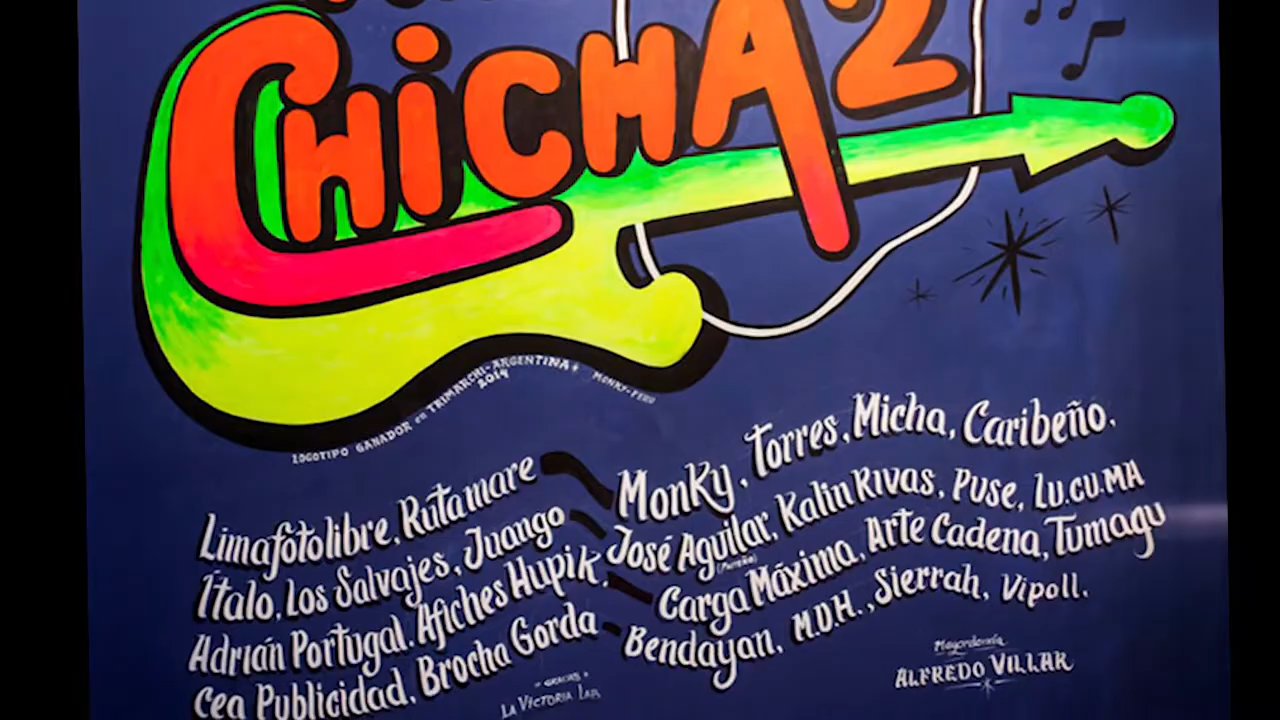 CHICHA 2
LOGOTIPO GANADOR en TRIMARCHI-ARGENTINA
2014
MONKY-PERU
Limafotolibre, Rutamare
Ítalo, Los Salvajes, Juango
Adrián Portugal, Afiches Hupik,
Cea Publicidad, Brocha Gorda
Monky, Torres, Micha, Caribeño,
José Aguilar, Kalin Rivas, Puse, LU.CU.MA
Carga Máxima, Arte Cadena, Tumagu
Bendayan, M.D.H., Sierrah, Vipoll.
GRACIAS
LA VICTORIA LAB
Mayordomía
ALFREDO VILLAR